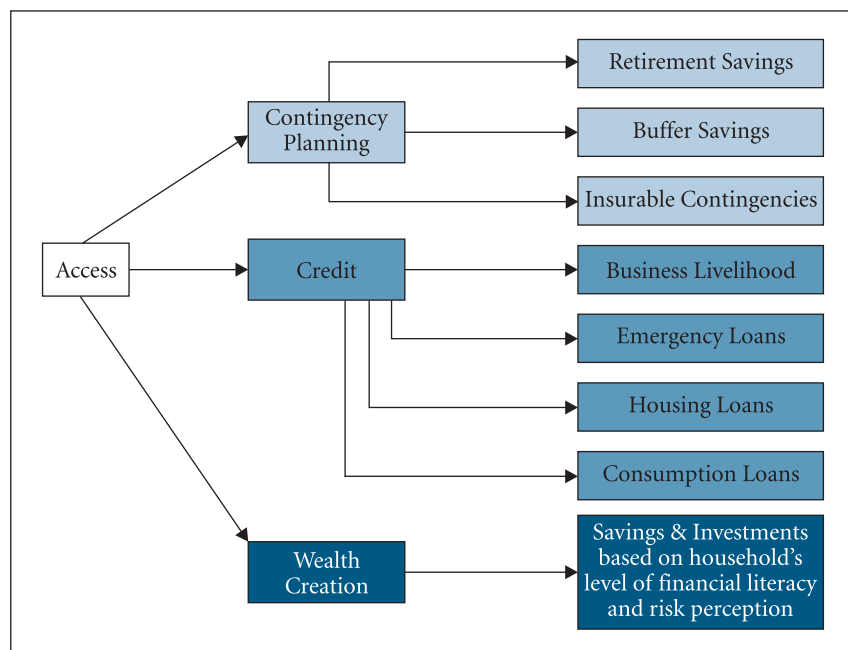 Retirement Savings
Contingency
Planning
Buffer Savings
Insurable Contingencies
Access
Credit
Business Livelihood
Emergency Loans
Housing Loans
Consumption Loans
Wealth
Creation
Savings & Investments
based on household’s
level of financial literacy
and risk perception